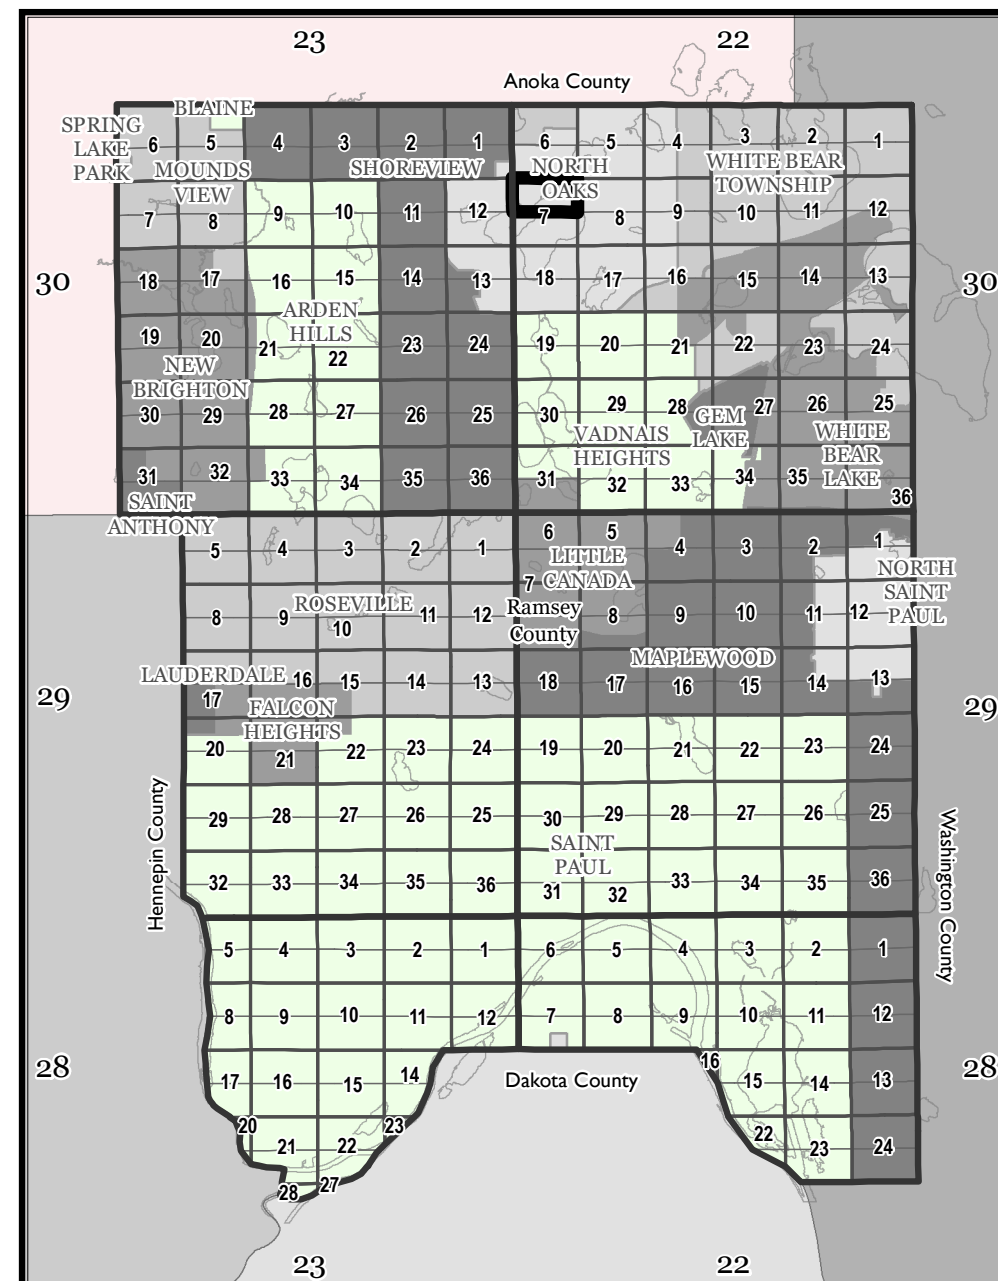 23 22
Anoka County
BLAINE
SPRING
LAKE
PARK
6 5 4 3 2 1 6 5 4 3 2 1
MOUNDS
VIEW
SHOREVIEW
NORTH
OAKS
WHITE BEAR
TOWNSHIP
7 8 9 10 11 12 7 8 9 10 11 12
30 30
18 17 16 15 14 13 18 17 16 15 14 13
ARDEN
HILLS
19 20 21 22 23 24 19 20 21 22 23 24
NEW
BRIGHTON
30 29 28 27 26 25 30 29 28 27 26 25
GEM
LAKE
VADNAIS
HEIGHTS
WHITE
BEAR
LAKE
31 32 33 34 35 36 31 32 33 34 35 36
SAINT
ANTHONY
5 4 3 2 1 6 5 4 3 2 1
LITTLE
CANADA
NORTH
SAINT
PAUL
8 9 10 11 12 7 8 9 10 11 12
ROSEVILLE
Ramsey
County
MAPLEWOOD
LAUDERDALE
17 16 15 14 13 18 17 16 15 14 13
29 29
FALCON
HEIGHTS
20 21 22 23 24 19 20 21 22 23 24
29 28 27 26 25 30 29 28 27 26 25
Hennepin County
Washington County
SAINT
PAUL
32 33 34 35 36 31 32 33 34 35 36
5 4 3 2 1 6 5 4 3 2 1
8 9 10 11 12 7 8 9 10 11 12
28 28
17 16 15 14 16 15 14 13
Dakota County
20 21 22 23 22 23 24
28 27
23 22